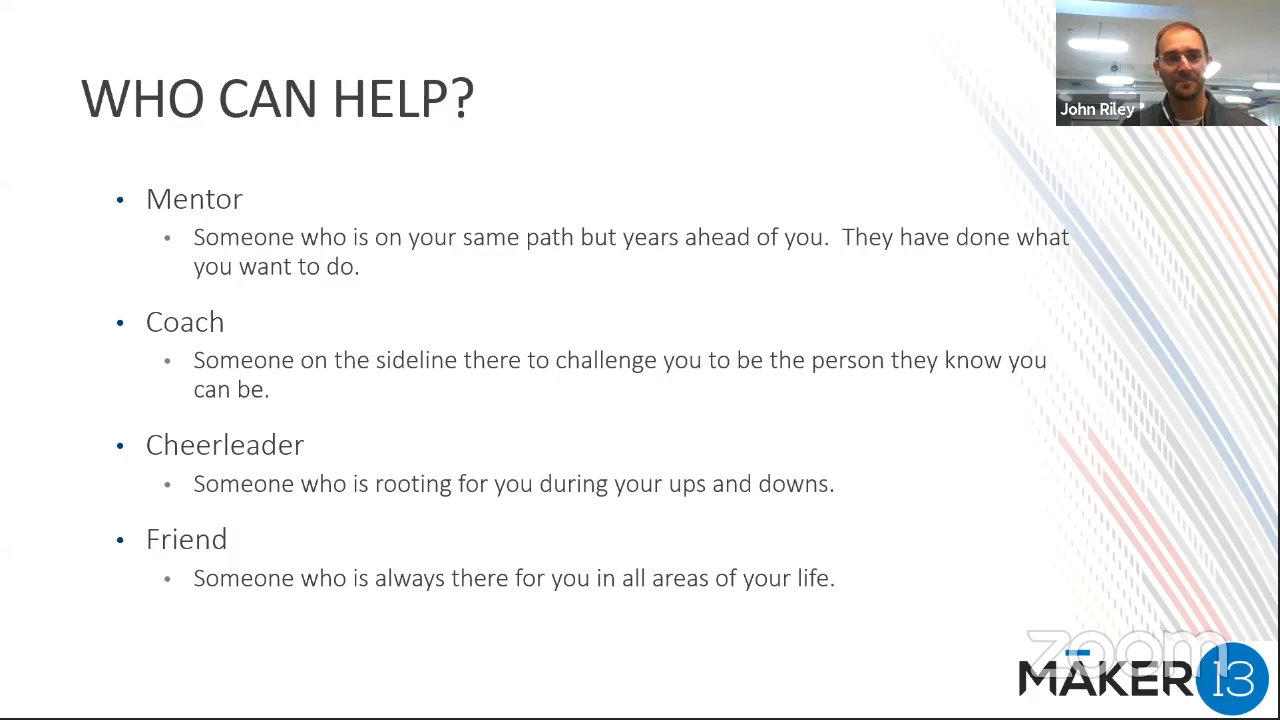 WHO CAN HELP?
John Riley
• Mentor
• Someone who is on your same path but years ahead of you.  They have done what
you want to do.
• Coach
• Someone on the sideline there to challenge you to be the person they know you
can be.
• Cheerleader
• Someone who is rooting for you during your ups and downs.
• Friend
• Someone who is always there for you in all areas of your life.
zoom
MAKER 13